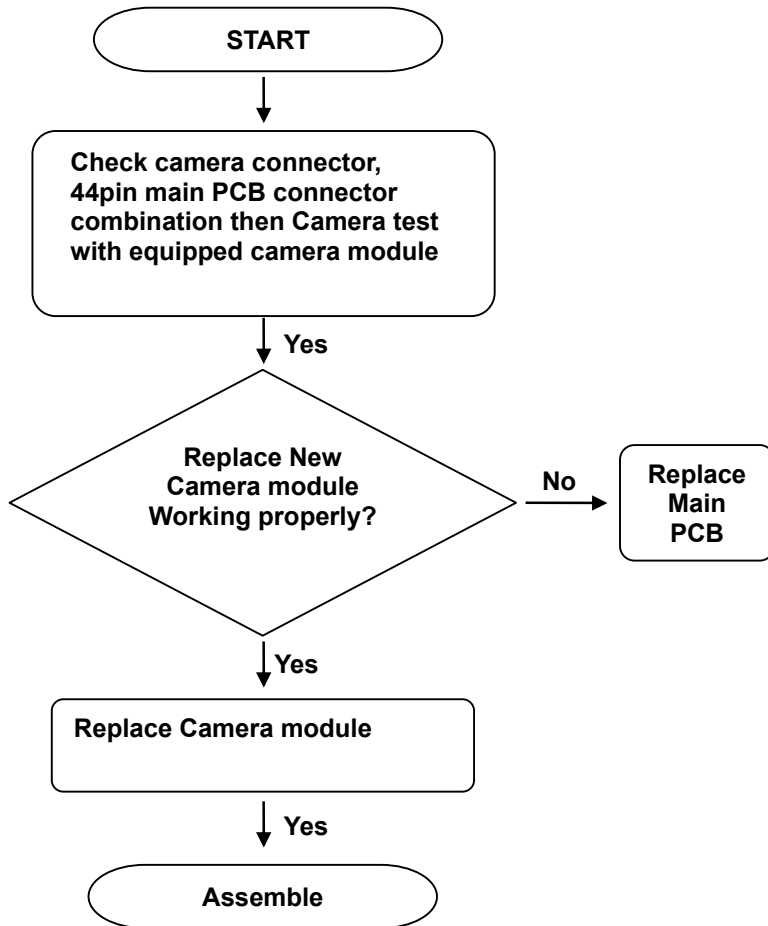 START
Check camera connector,
44pin main PCB connector
combination then Camera test
with equipped camera module
Yes
Replace New
Camera module
Working properly?
No
Replace
Main
PCB
Yes
Replace Camera module
Yes
Assemble